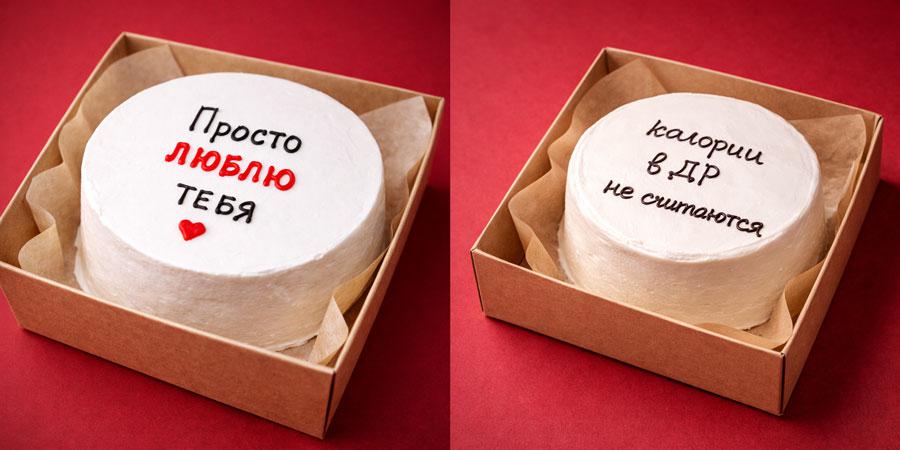 Просто
ЛЮБЛЮ
ТЕБЯ
калории
в ДР
не считаются